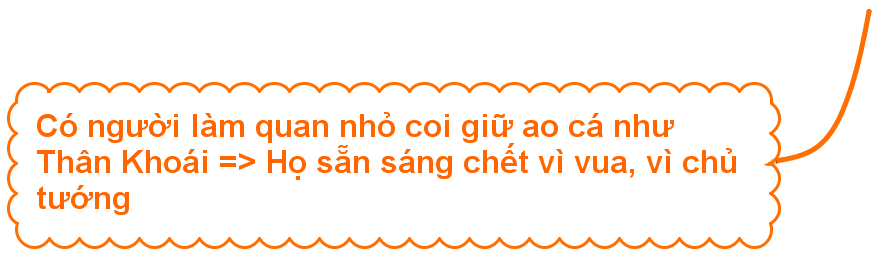 Có người làm quan nhỏ coi giữ ao cá như
Thân Khoái => Họ sẵn sáng chết vì vua, vì chủ
tướng